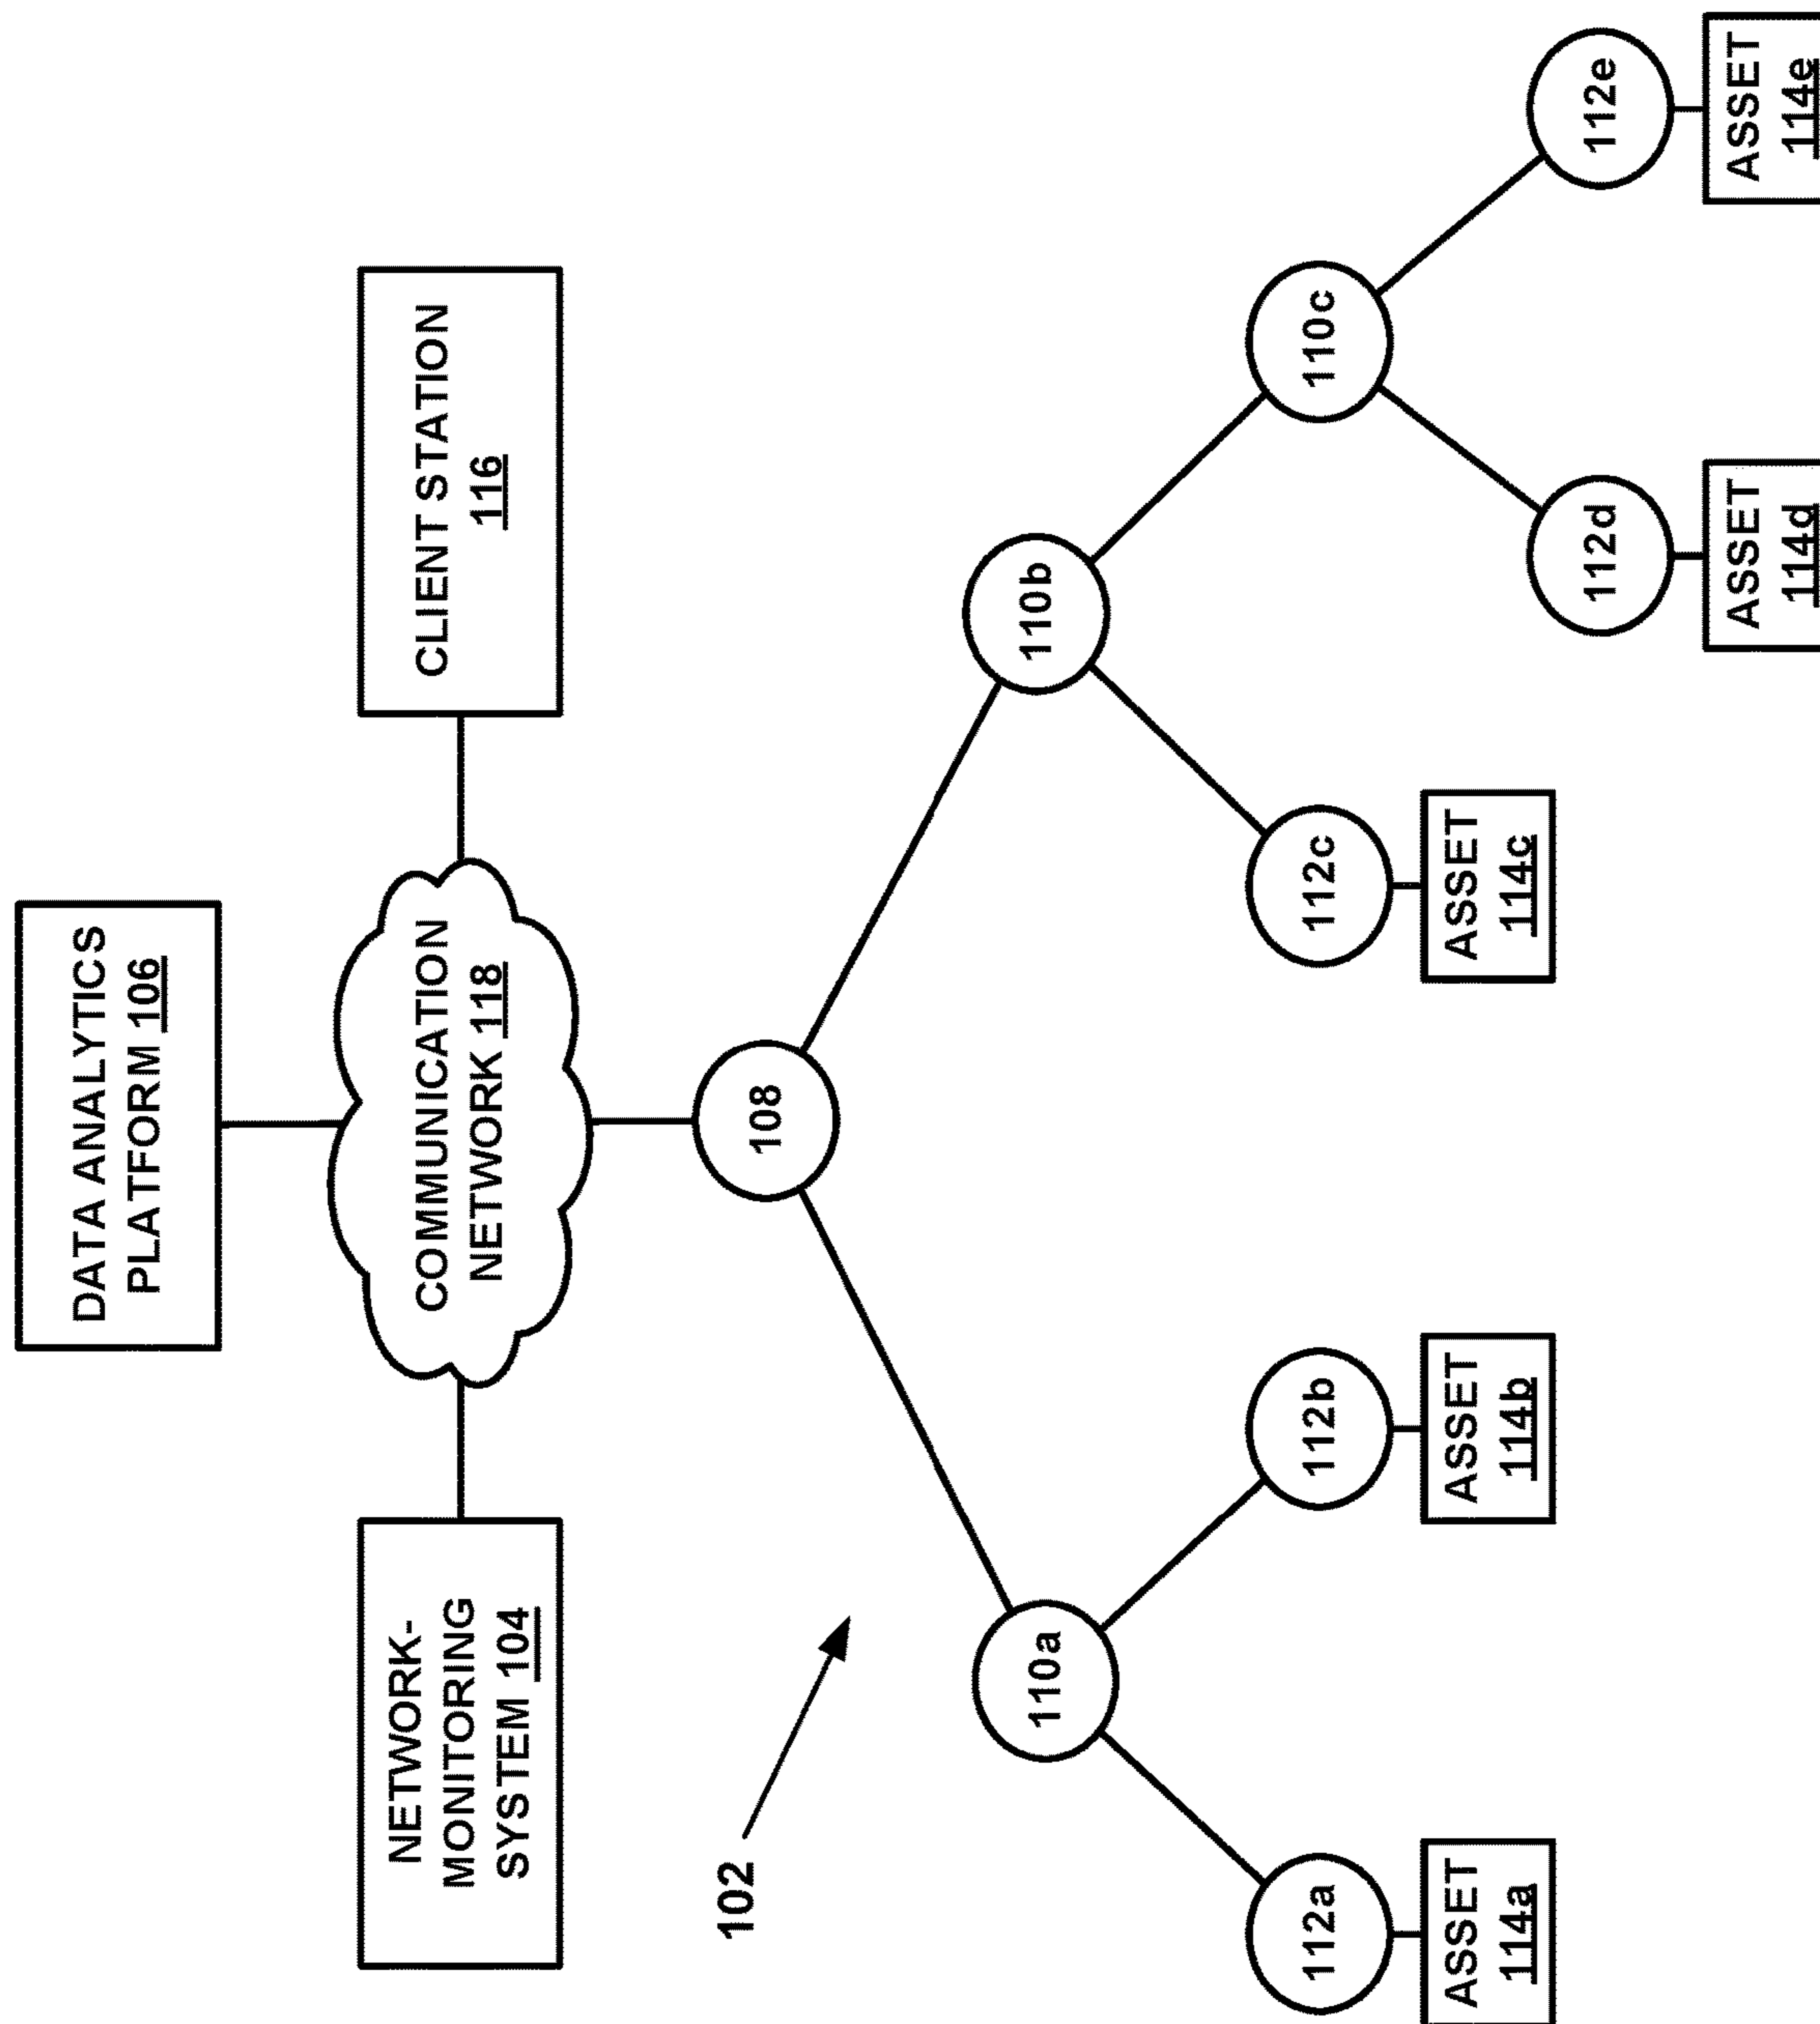 DATA ANALYTICS
PLATFORM 106
NETWORK-
MONITORING
SYSTEM 104
COMMUNICATION
NETWORK 118
CLIENT STATION
116
102
108
110a
110b
112a
112b
112c
110c
ASSET
114a
ASSET
114b
ASSET
114c
112d
112e
ASSET
114d
ASSET
114e